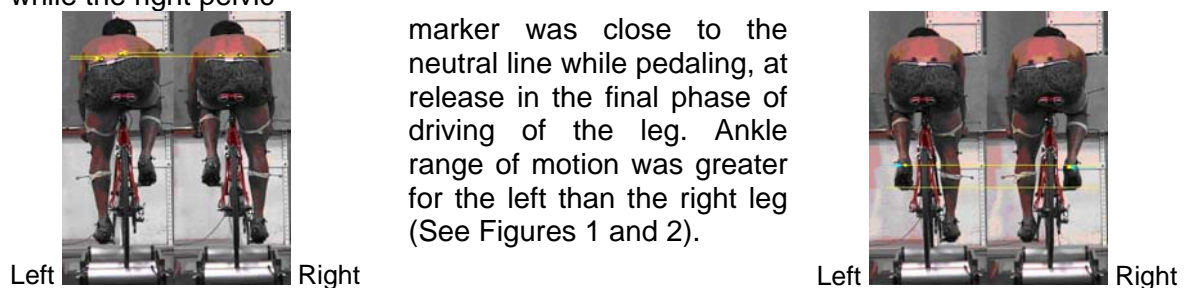 while the right pelvic
marker was close to the
neutral line while pedaling, at
release in the final phase of
driving of the leg. Ankle
range of motion was greater
for the left than the right leg
(See Figures 1 and 2).
Left
Right
Left
Right